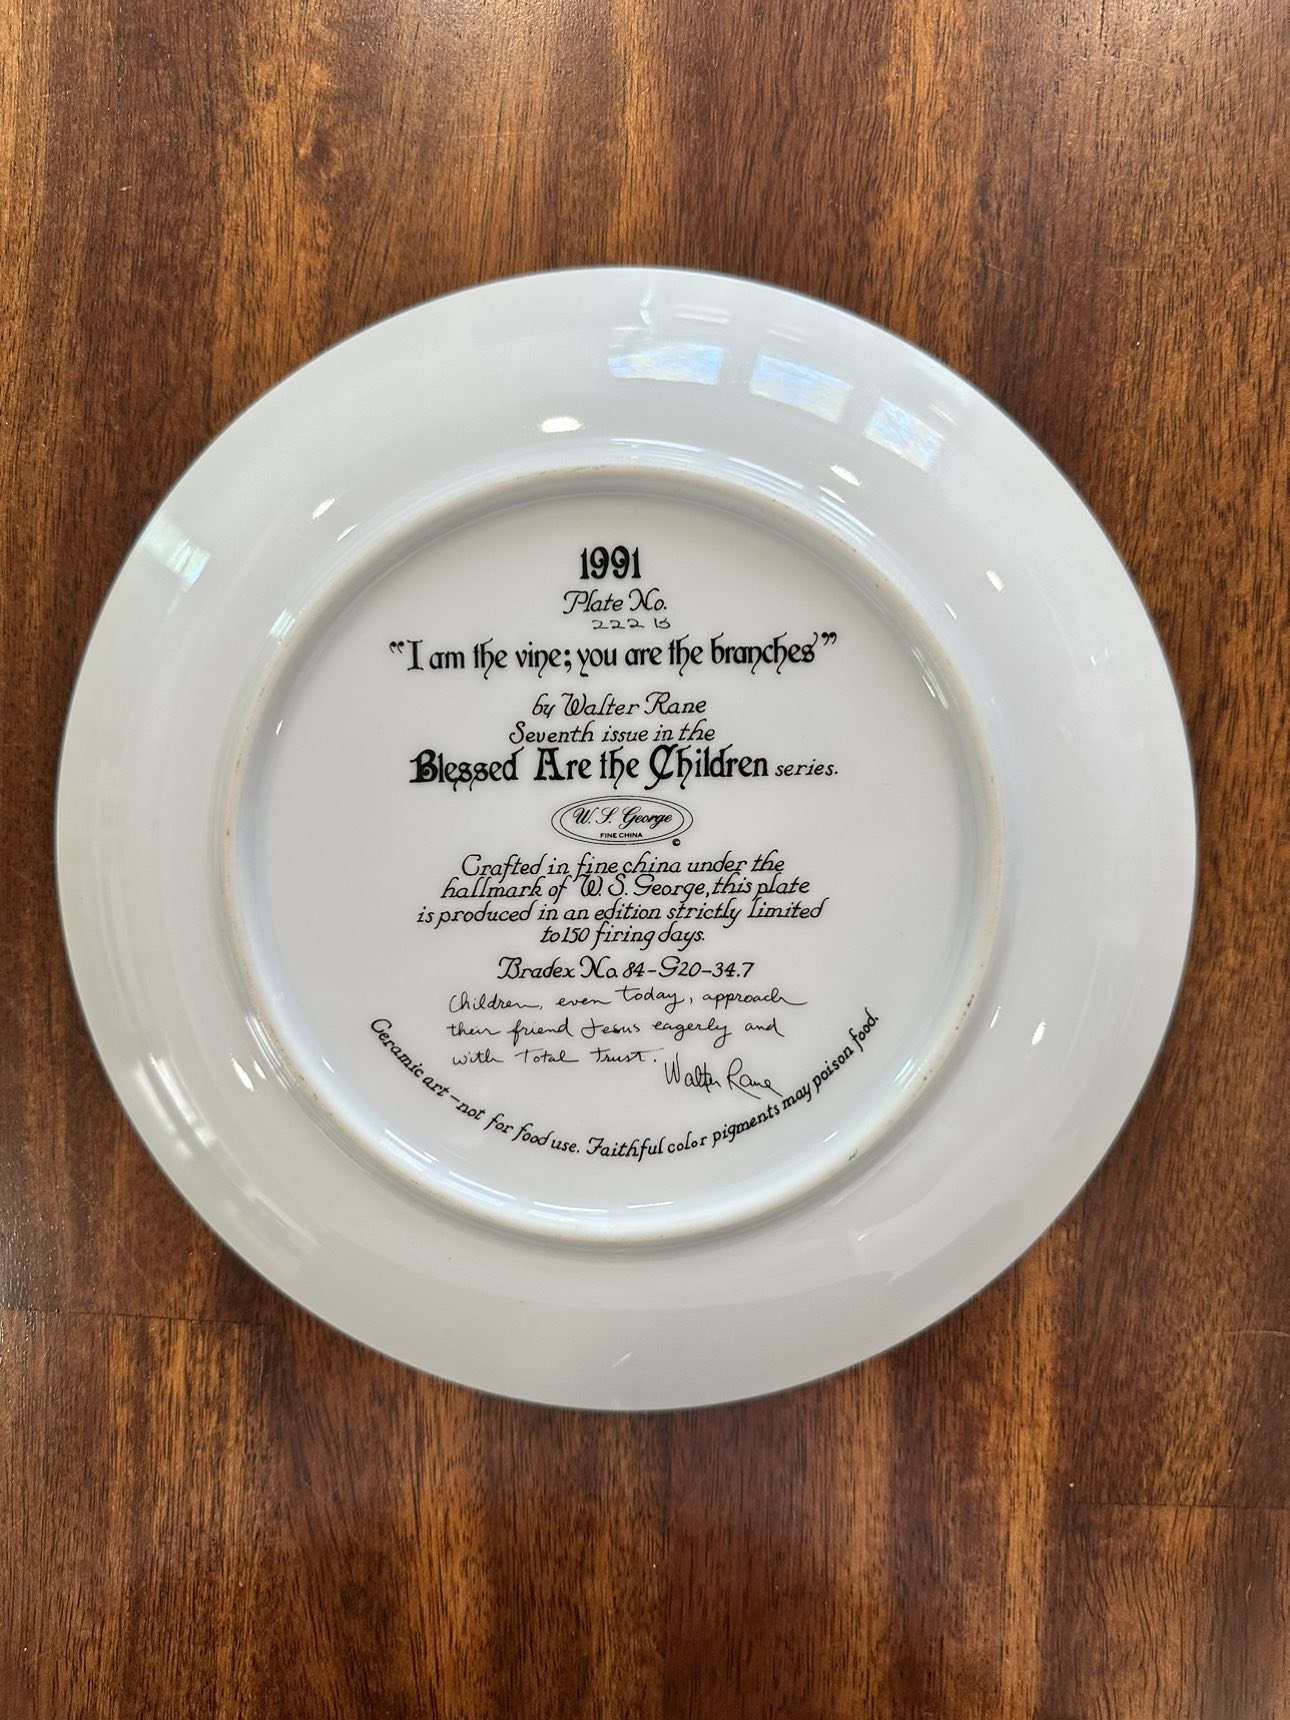 1991
Plate No.
222 B
“I am the vine; you are the branches”
by Walter Rane
Seventh issue in the
Blessed Are the Children series.
W. S. George
FINE CHINA
©
Crafted in fine china under the
hallmark of W. S. George, this plate
is produced in an edition strictly limited
to 150 firing days.
Bradex No. 84-G20-34.7
Children, even today, approach
their friend Jesus eagerly and
with total trust.
Walter Rane
Ceramic art—not for food use. Faithful color pigments may poison food.